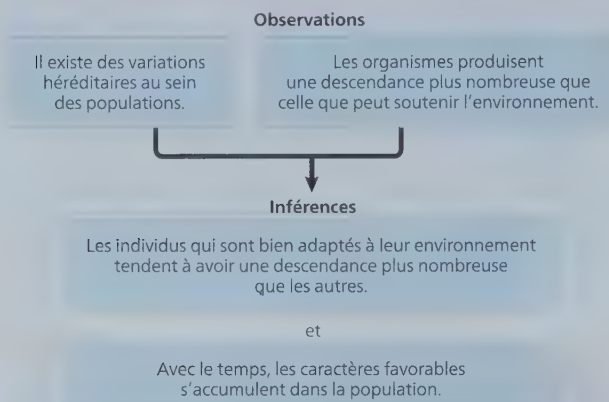 Observations
Il existe des variations
héréditaires au sein
des populations.
Les organismes produisent
une descendance plus nombreuse que
celle que peut soutenir l'environnement.
Inférences
Les individus qui sont bien adaptés à leur environnement
tendent à avoir une descendance plus nombreuse
que les autres.
et
Avec le temps, les caractères favorables
s'accumulent dans la population.